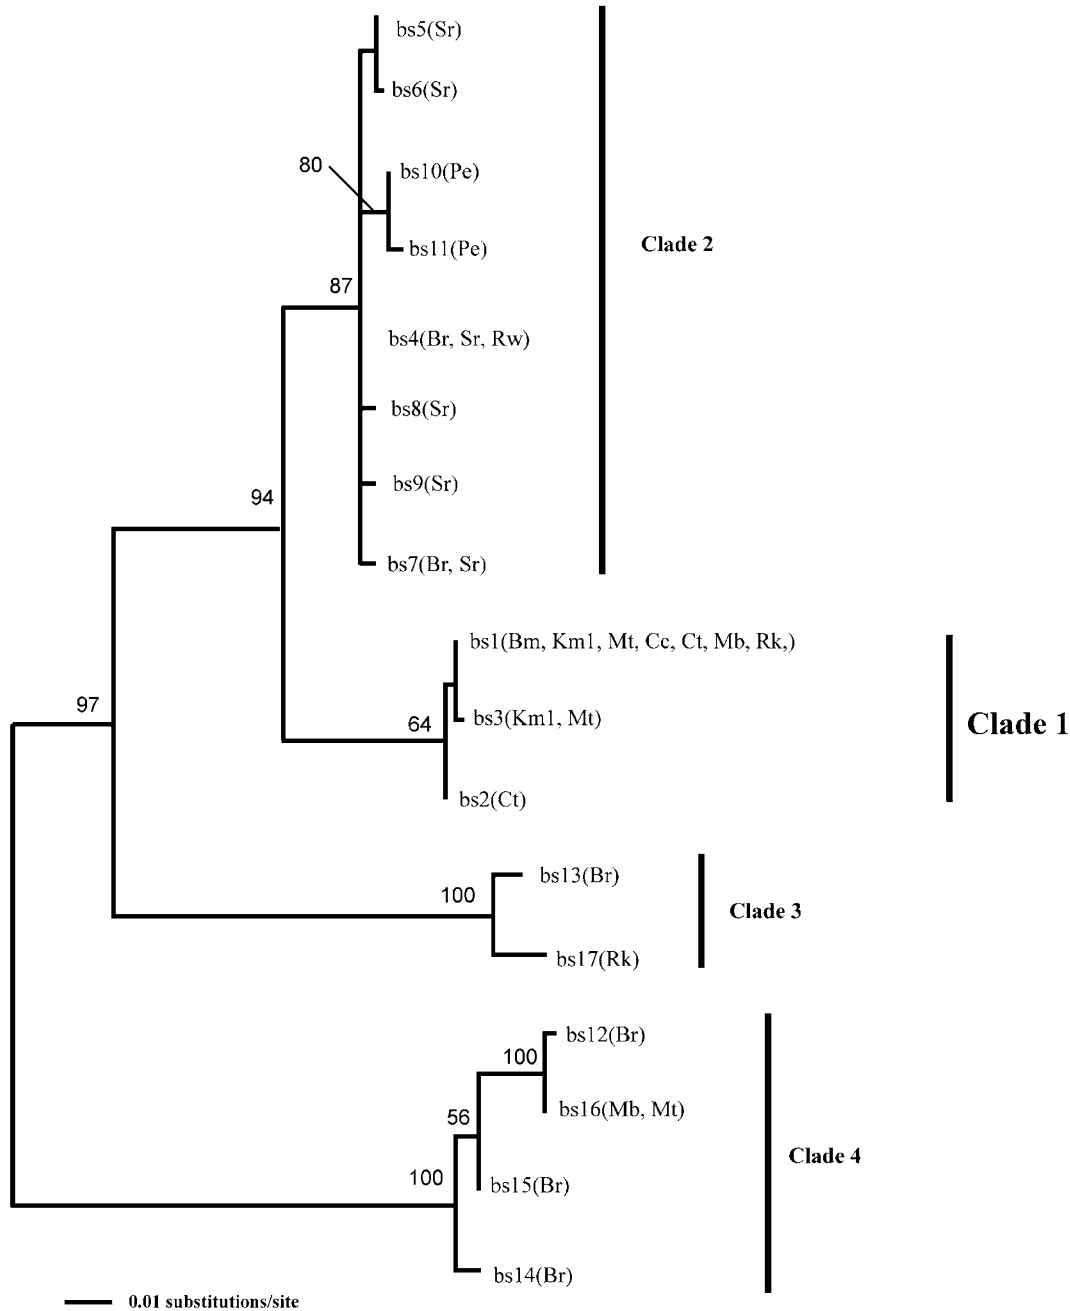 bs5(Sr)
bs6(Sr)
80
bs10(Pe)
bs11(Pe)
Clade 2
87
bs4(Br, Sr, Rw)
bs8(Sr)
bs9(Sr)
94
bs7(Br, Sr)
bs1(Bm, Km1, Mt, Cc, Ct, Mb, Rk,)
97
64
bs3(Km1, Mt)
Clade 1
bs2(Ct)
bs13(Br)
100
Clade 3
bs17(Rk)
bs12(Br)
100
bs16(Mb, Mt)
56
Clade 4
100
bs15(Br)
bs14(Br)
0.01 substitutions/site